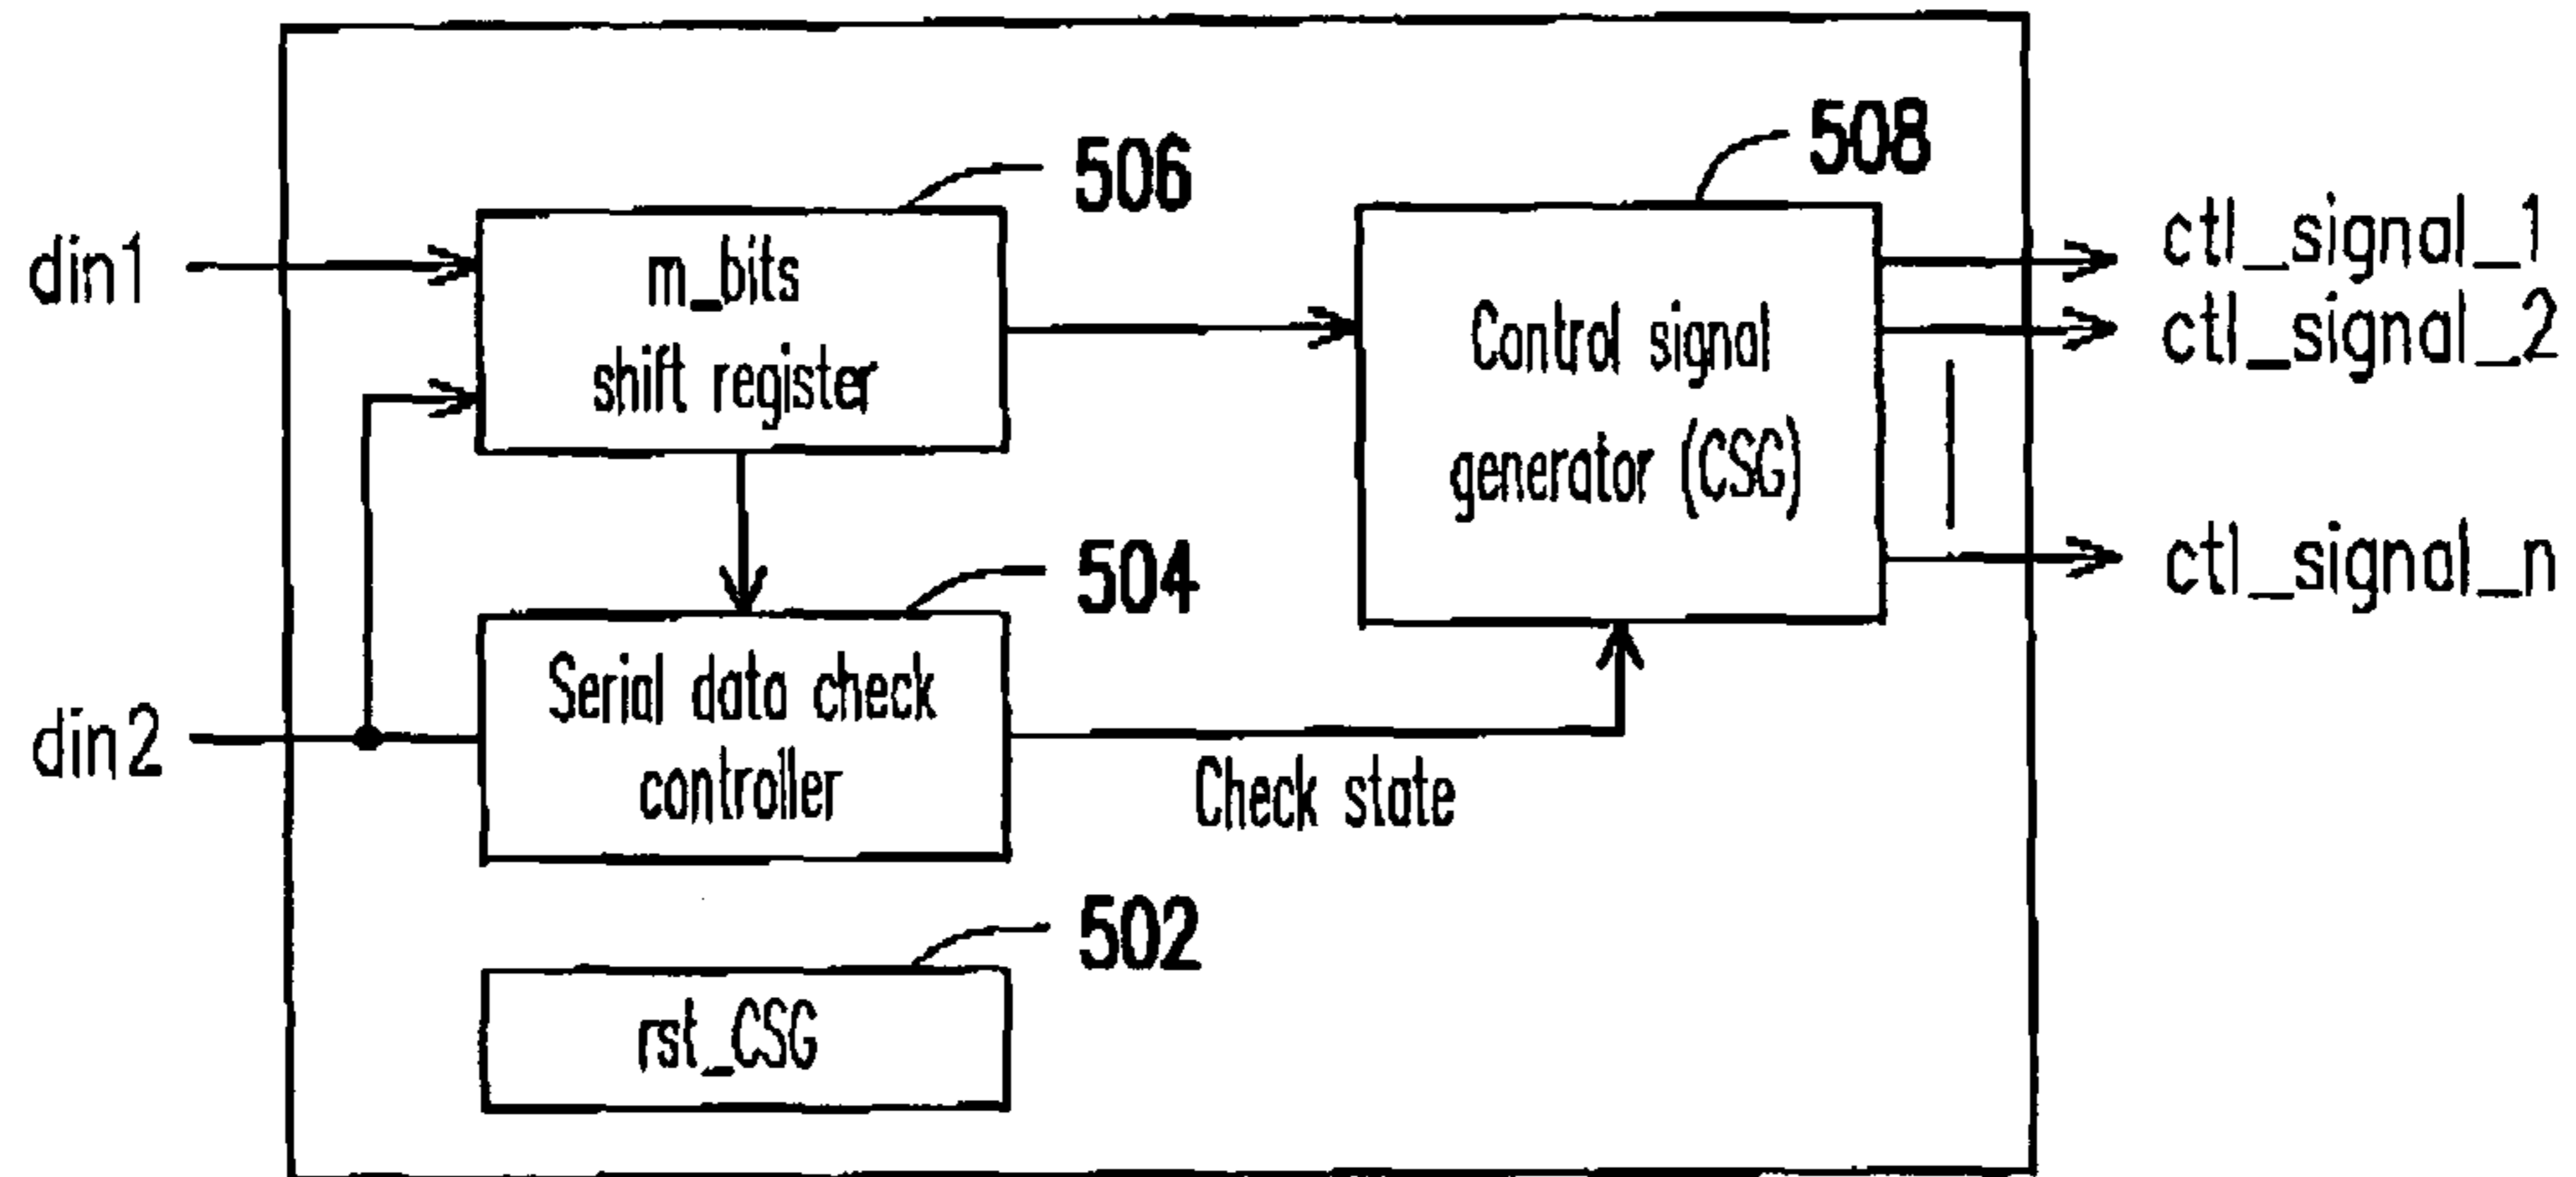 508
506
din1
m_bits
shift register
Control signal
generator (CSG)
ctl_signal_1
ctl_signal_2
ctl_signal_n
504
din2
Serial data check
controller
Check state
502
rst_CSG